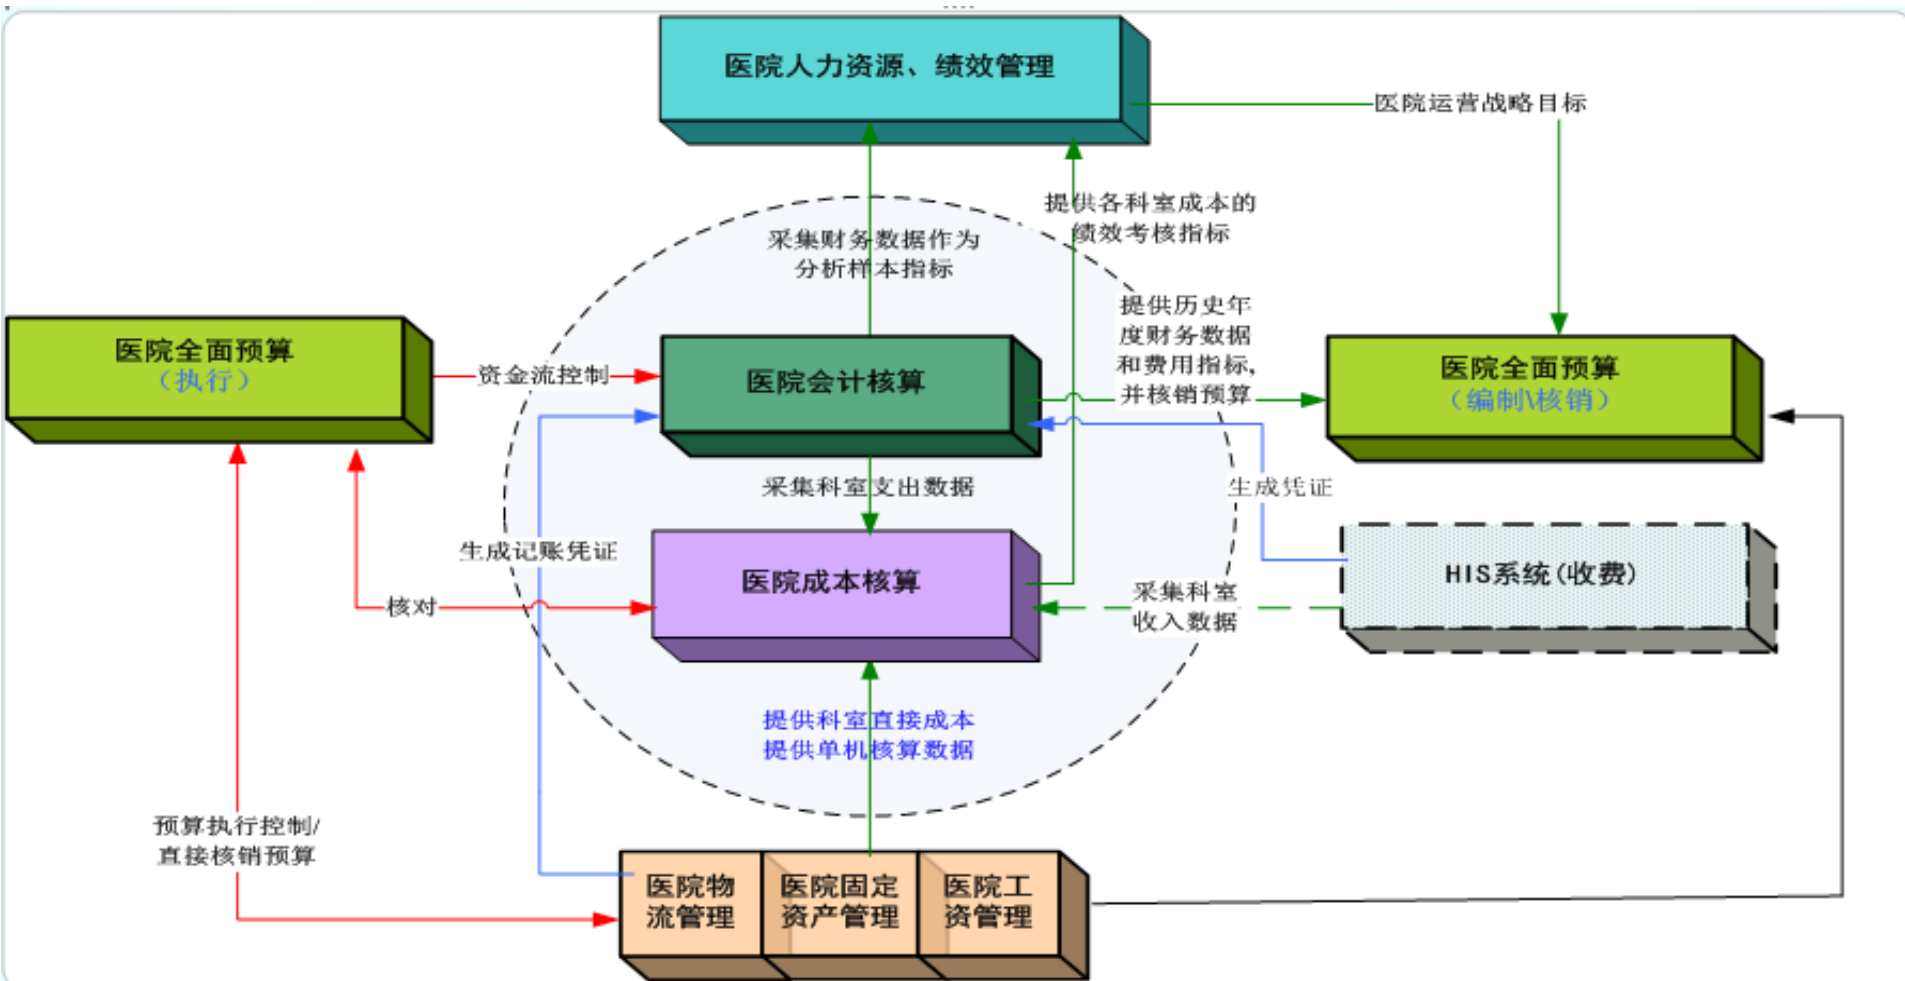 医院人力资源、绩效管理
医院运营战略目标
提供各科室成本的
绩效考核指标
采集财务数据作为
分析样本指标
提供历史年
度财务数据
和费用指标,
并核销预算
医院全面预算
（执行）
资金流控制
医院会计核算
医院全面预算
（编制\核销）
采集科室支出数据
生成凭证
生成记账凭证
医院成本核算
HIS系统(收费)
核对
采集科室
收入数据
提供科室直接成本
提供单机核算数据
预算执行控制/
直接核销预算
医院物
流管理
医院固定
资产管理
医院工
资管理